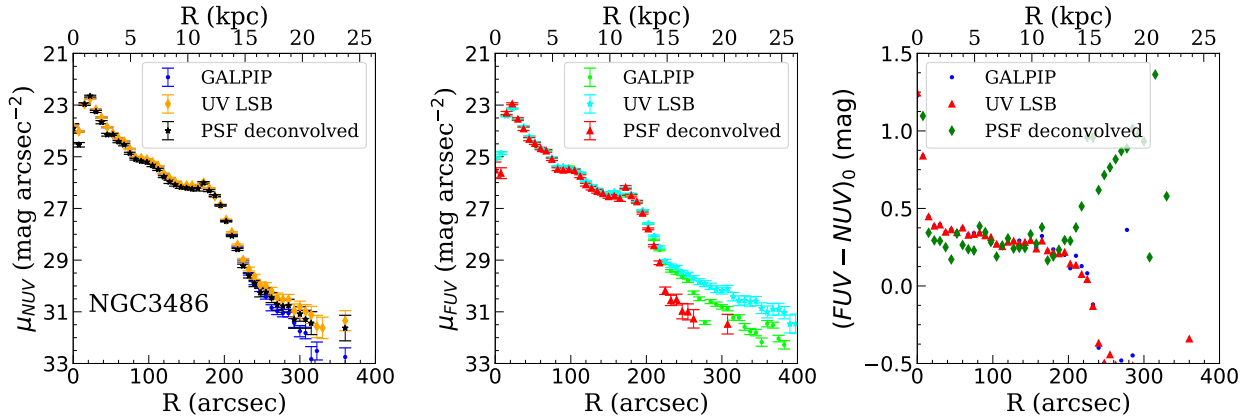 R (kpc)
0 5 10 15 20 25
21
23
25
27
29
31
33
μ_NUV (mag arcsec⁻²)
GALPIP
UV LSB
PSF deconvolved
NGC3486
0 100 200 300 400
R (arcsec)
R (kpc)
0 5 10 15 20 25
21
23
25
27
29
31
33
μ_FUV (mag arcsec⁻²)
GALPIP
UV LSB
PSF deconvolved
0 100 200 300 400
R (arcsec)
R (kpc)
0 5 10 15 20 25
1.5
1.0
0.5
0.0
−0.5
(FUV − NUV)₀ (mag)
GALPIP
UV LSB
PSF deconvolved
0 100 200 300 400
R (arcsec)